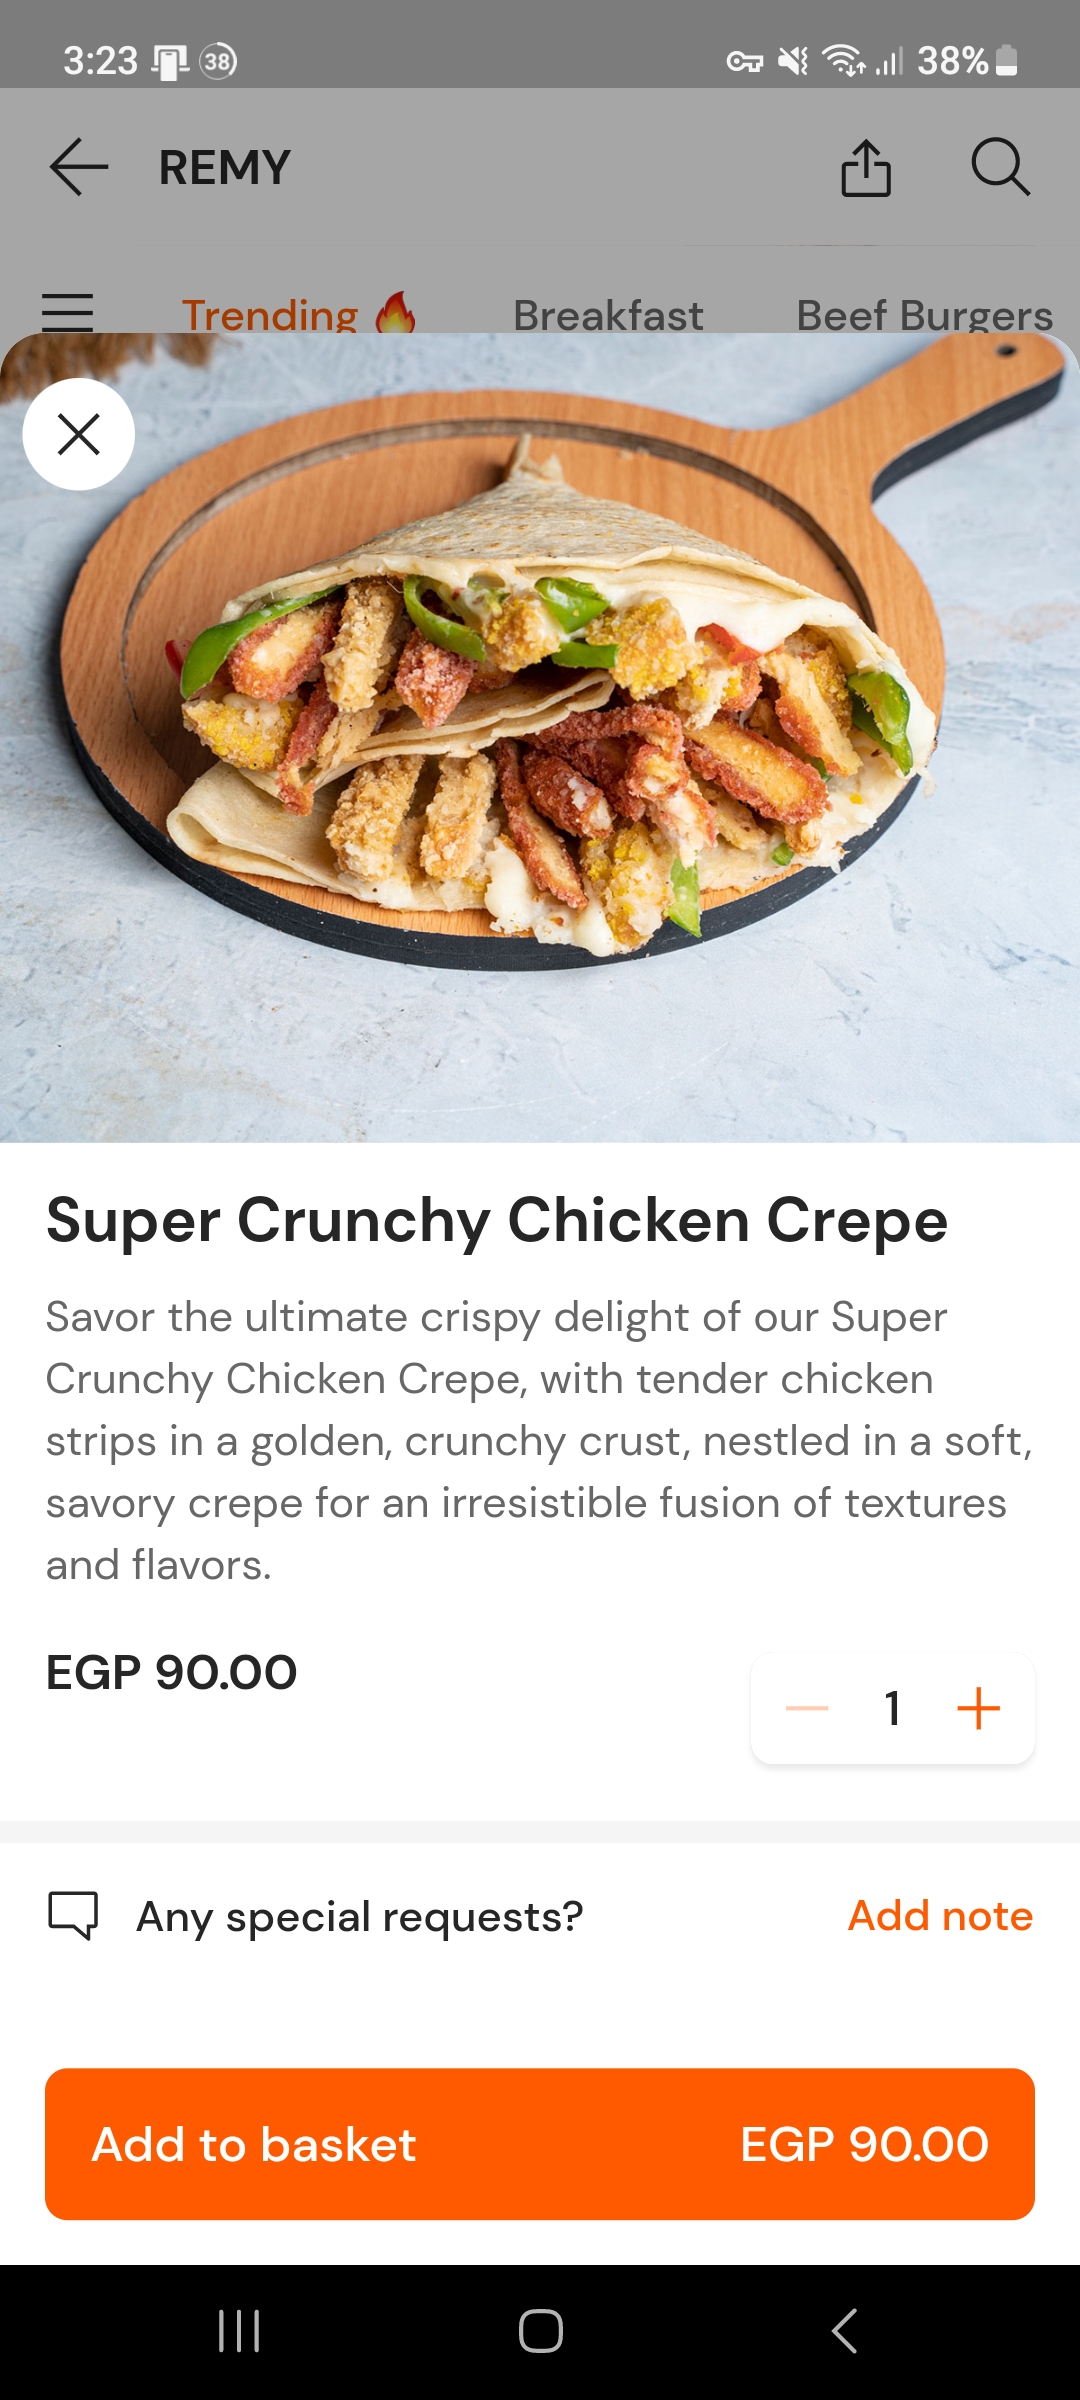 3:23 38 38%
REMY
Trending 🔥 Breakfast Beef Burgers
Super Crunchy Chicken Crepe
Savor the ultimate crispy delight of our Super
Crunchy Chicken Crepe, with tender chicken
strips in a golden, crunchy crust, nestled in a soft,
savory crepe for an irresistible fusion of textures
and flavors.
EGP 90.00
1
Any special requests? Add note
Add to basket EGP 90.00